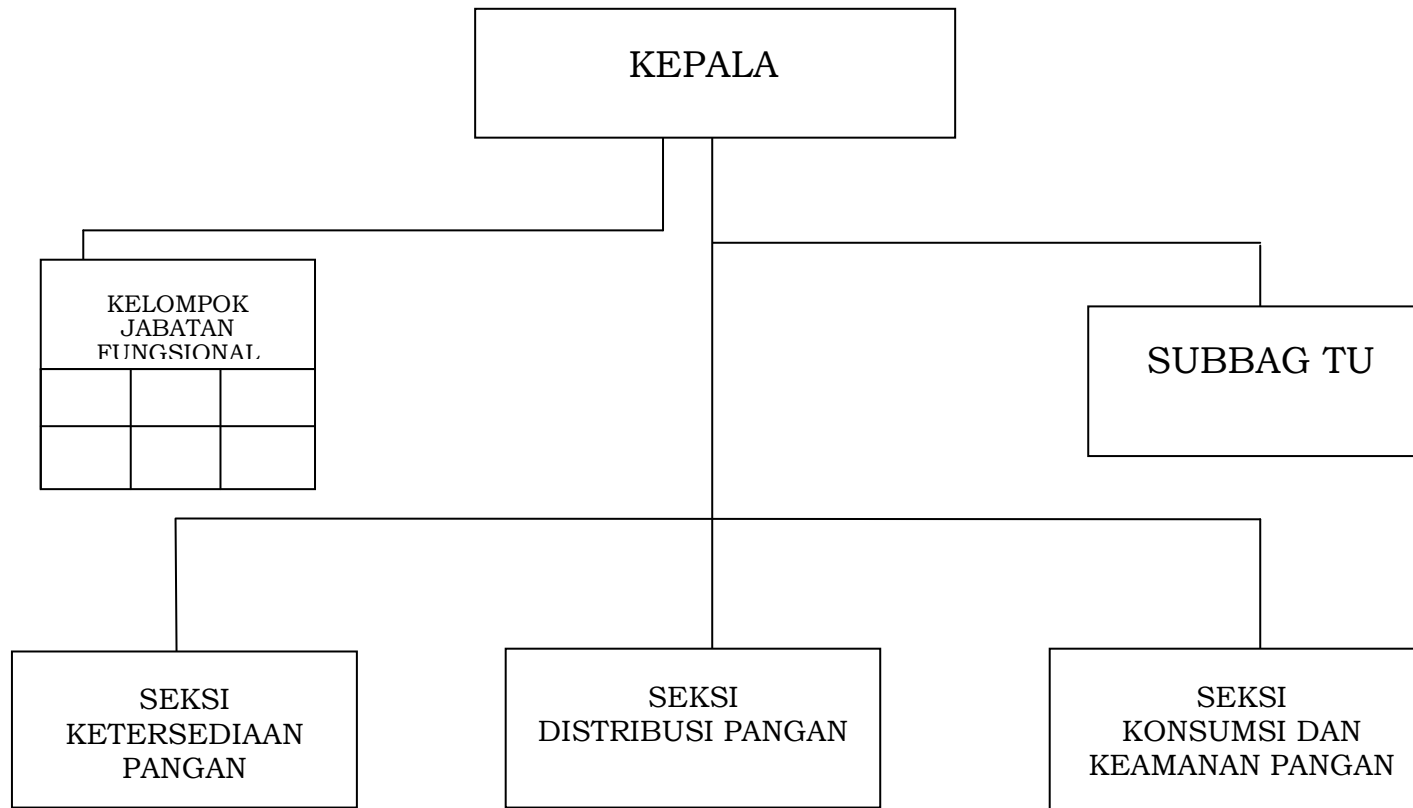 KEPALA
KELOMPOK
JABATAN
FUNGSIONAL
SUBBAG TU
SEKSI
KETERSEDIAAN
PANGAN
SEKSI
DISTRIBUSI PANGAN
SEKSI
KONSUMSI DAN
KEAMANAN PANGAN